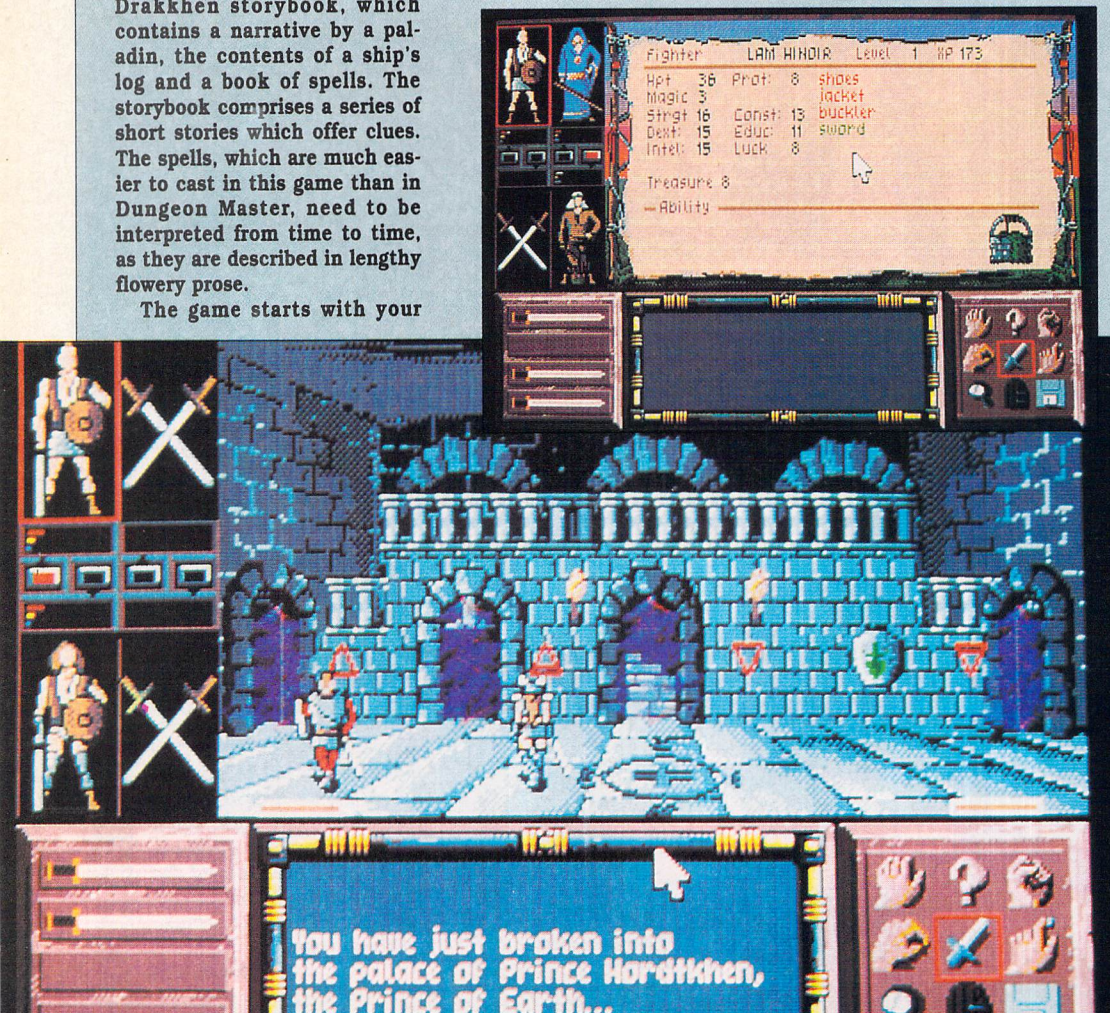 Drakkhen storybook, which
contains a narrative by a pal-
adin, the contents of a ship's
log and a book of spells. The
storybook comprises a series of
short stories which offer clues.
The spells, which are much eas-
ier to cast in this game than in
Dungeon Master, need to be
interpreted from time to time,
as they are described in lengthy
flowery prose.
The game starts with your
Fighter LAM HINDIR Level 1 XP 173
Hpt 36 Prot: 8 shoes
Magic 3 jacket
Strgt 16 Const: 13 buckler
Dext: 15 Educ: 11 sword
Intel: 15 Luck 8
Treasure 8
Ability
?
You have just broken into
the palace of Prince Hordtkhen,
the Prince of Earth...
?